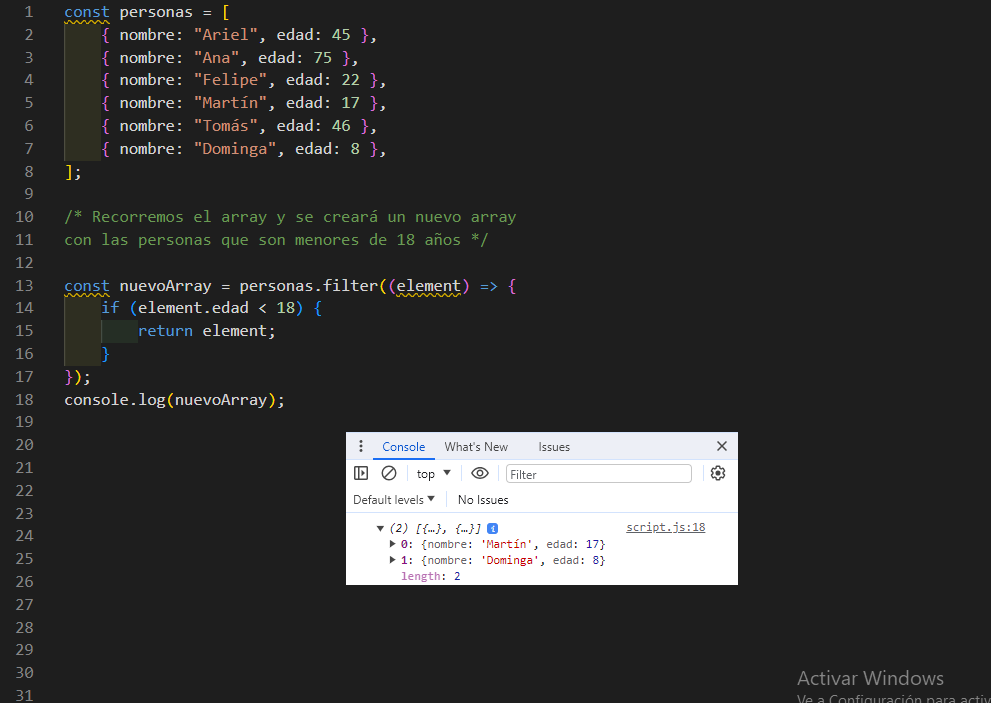 1 const personas = [
2 { nombre: "Ariel", edad: 45 },
3 { nombre: "Ana", edad: 75 },
4 { nombre: "Felipe", edad: 22 },
5 { nombre: "Martín", edad: 17 },
6 { nombre: "Tomás", edad: 46 },
7 { nombre: "Dominga", edad: 8 },
8 ];
9
10 /* Recorremos el array y se creará un nuevo array
11 con las personas que son menores de 18 años */
12
13 const nuevoArray = personas.filter((element) => {
14 if (element.edad < 18) {
15 return element;
16 }
17 });
18 console.log(nuevoArray);
19
20
21
22
23
24
25
26
27
28
29
30
31
Console What's New Issues
top Filter
Default levels No Issues
(2) [{…}, {…}] i script.js:18
0: {nombre: 'Martín', edad: 17}
1: {nombre: 'Dominga', edad: 8}
length: 2
Activar Windows
Ve a Configuración para